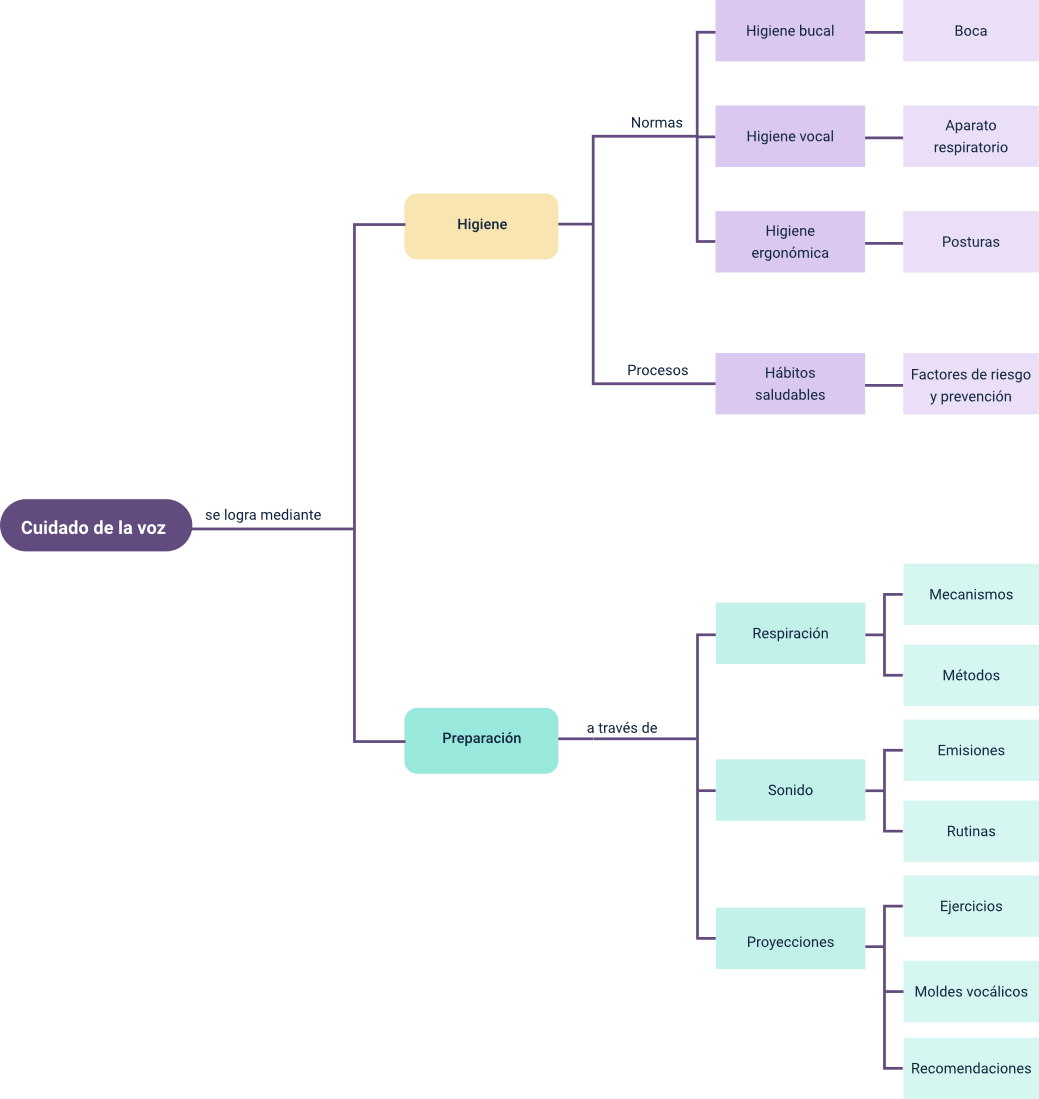 Higiene bucal
Boca
Normas
Higiene vocal
Aparato
respiratorio
Higiene
Higiene
ergonómica
Posturas
Procesos
Hábitos
saludables
Factores de riesgo
y prevención
Cuidado de la voz
se logra mediante
Preparación
a través de
Respiración
Mecanismos
Métodos
Sonido
Emisiones
Rutinas
Proyecciones
Ejercicios
Moldes vocálicos
Recomendaciones